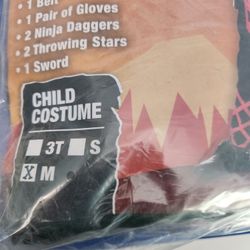 • 1 Belt
• 1 Pair of Gloves
• 2 Ninja Daggers
• 2 Throwing Stars
• 1 Sword
CHILD
COSTUME
3T S
X M